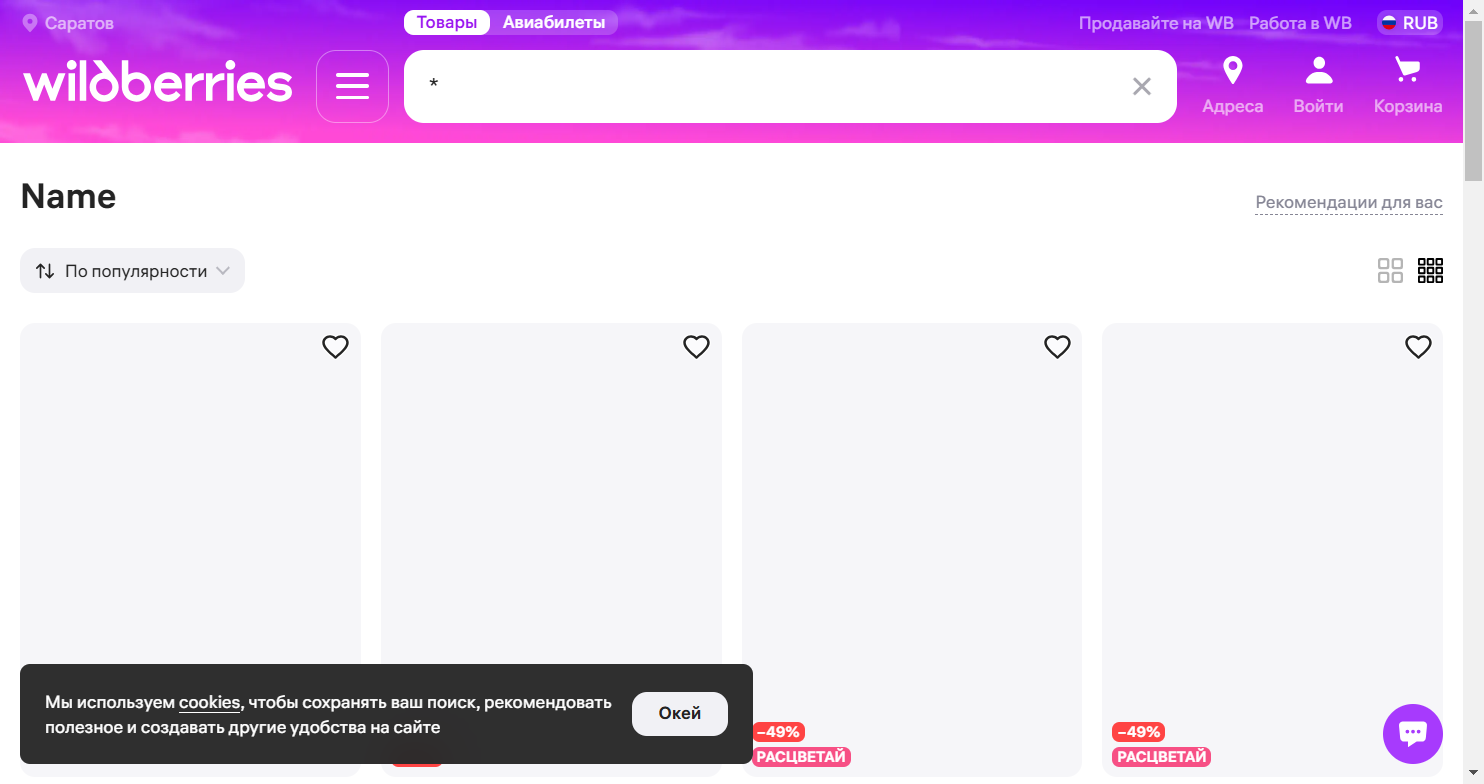 Саратов
Товары Авиабилеты
Продавайте на WB Работа в WB RUB
wildberries
*
Адреса Войти Корзина
Name
Рекомендации для вас
По популярности
Мы используем cookies, чтобы сохранять ваш поиск, рекомендовать
полезное и создавать другие удобства на сайте
Окей
–49%
РАСЦВЕТАЙ
–49%
РАСЦВЕТАЙ